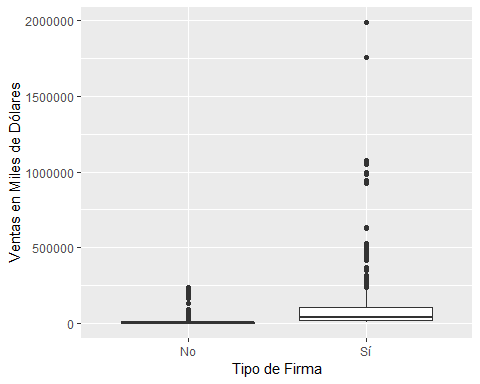 2000000
1500000
1000000
500000
0
Ventas en Miles de Dólares
No
Sí
Tipo de Firma